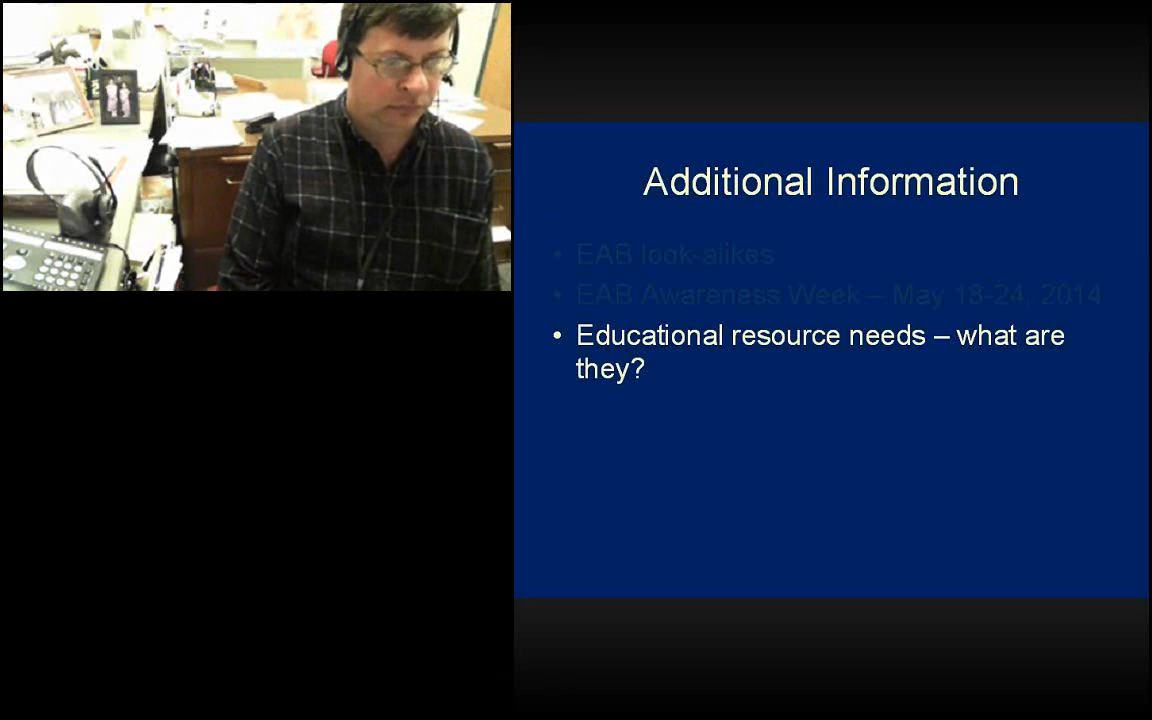 Additional Information
• EAB look-alikes
• EAB Awareness Week – May 18-24, 2014
• Educational resource needs – what are
they?